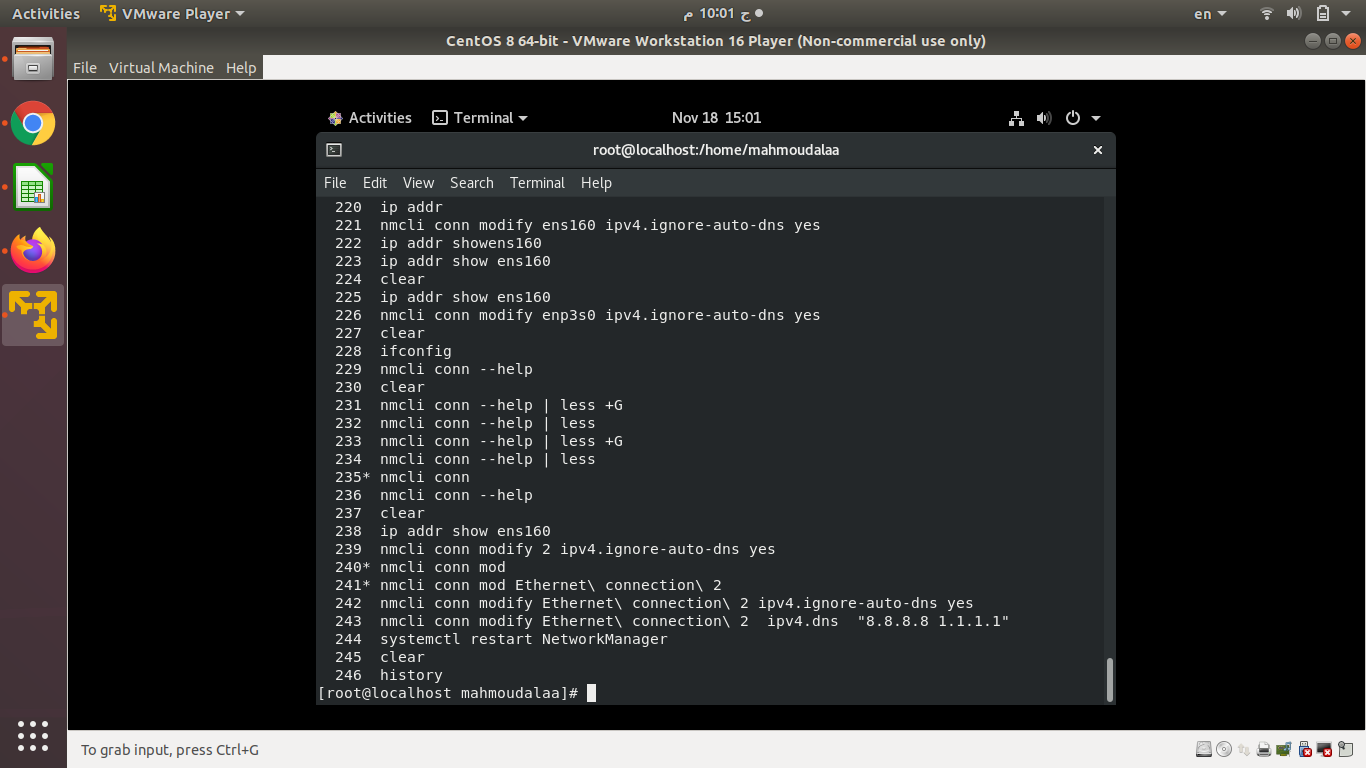 Activities VMware Player م 10:01 ح en
CentOS 8 64-bit - VMware Workstation 16 Player (Non-commercial use only)
File Virtual Machine Help
Activities Terminal Nov 18 15:01
root@localhost:/home/mahmoudalaa
File Edit View Search Terminal Help
220 ip addr
221 nmcli conn modify ens160 ipv4.ignore-auto-dns yes
222 ip addr showens160
223 ip addr show ens160
224 clear
225 ip addr show ens160
226 nmcli conn modify enp3s0 ipv4.ignore-auto-dns yes
227 clear
228 ifconfig
229 nmcli conn --help
230 clear
231 nmcli conn --help | less +G
232 nmcli conn --help | less
233 nmcli conn --help | less +G
234 nmcli conn --help | less
235* nmcli conn
236 nmcli conn --help
237 clear
238 ip addr show ens160
239 nmcli conn modify 2 ipv4.ignore-auto-dns yes
240* nmcli conn mod
241* nmcli conn mod Ethernet\ connection\ 2
242 nmcli conn modify Ethernet\ connection\ 2 ipv4.ignore-auto-dns yes
243 nmcli conn modify Ethernet\ connection\ 2  ipv4.dns  "8.8.8.8 1.1.1.1"
244 systemctl restart NetworkManager
245 clear
246 history
[root@localhost mahmoudalaa]#
To grab input, press Ctrl+G